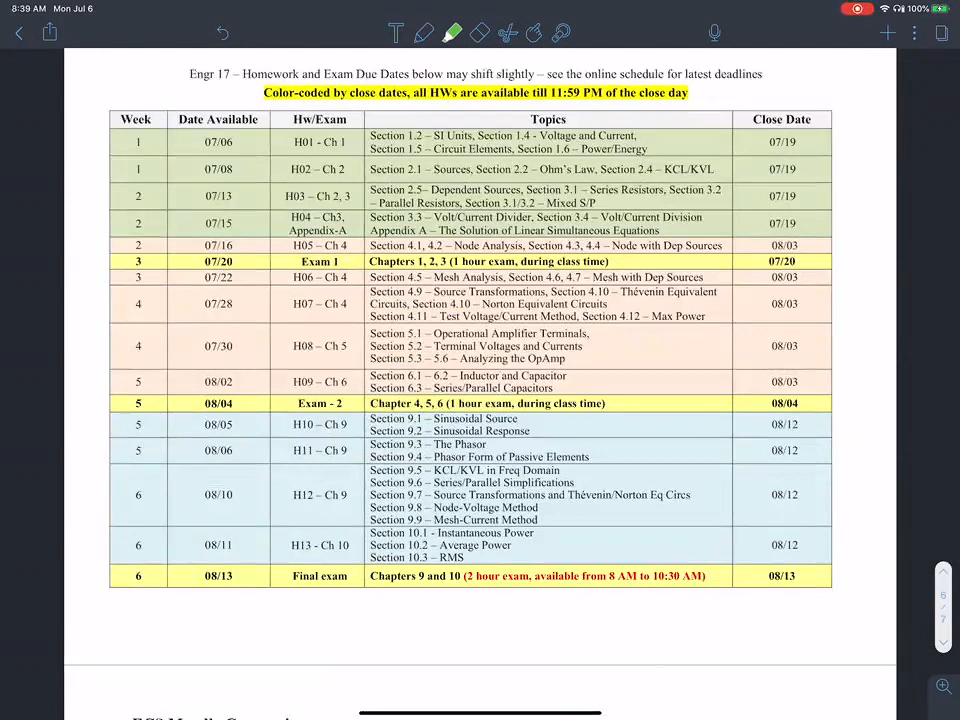 8:39 AM Mon Jul 6
100%
Engr 17 – Homework and Exam Due Dates below may shift slightly – see the online schedule for latest deadlines
Color-coded by close dates, all HWs are available till 11:59 PM of the close day
Week Date Available Hw/Exam Topics Close Date
1 07/06 H01 - Ch 1 Section 1.2 – SI Units, Section 1.4 - Voltage and Current, 07/19
Section 1.5 – Circuit Elements, Section 1.6 – Power/Energy
1 07/08 H02 – Ch 2 Section 2.1 – Sources, Section 2.2 – Ohm's Law, Section 2.4 – KCL/KVL 07/19
2 07/13 H03 – Ch 2, 3 Section 2.5– Dependent Sources, Section 3.1 – Series Resistors, Section 3.2 07/19
– Parallel Resistors, Section 3.1/3.2 – Mixed S/P
2 07/15 H04 – Ch3, Section 3.3 – Volt/Current Divider, Section 3.4 – Volt/Current Division 07/19
Appendix-A Appendix A – The Solution of Linear Simultaneous Equations
2 07/16 H05 – Ch 4 Section 4.1, 4.2 – Node Analysis, Section 4.3, 4.4 – Node with Dep Sources 08/03
3 07/20 Exam 1 Chapters 1, 2, 3 (1 hour exam, during class time) 07/20
3 07/22 H06 – Ch 4 Section 4.5 – Mesh Analysis, Section 4.6, 4.7 – Mesh with Dep Sources 08/03
4 07/28 H07 – Ch 4 Section 4.9 – Source Transformations, Section 4.10 – Thévenin Equivalent 08/03
Circuits, Section 4.10 – Norton Equivalent Circuits
Section 4.11 – Test Voltage/Current Method, Section 4.12 – Max Power
4 07/30 H08 – Ch 5 Section 5.1 – Operational Amplifier Terminals, 08/03
Section 5.2 – Terminal Voltages and Currents
Section 5.3 – 5.6 – Analyzing the OpAmp
5 08/02 H09 – Ch 6 Section 6.1 – 6.2 – Inductor and Capacitor 08/03
Section 6.3 – Series/Parallel Capacitors
5 08/04 Exam - 2 Chapter 4, 5, 6 (1 hour exam, during class time) 08/04
5 08/05 H10 – Ch 9 Section 9.1 – Sinusoidal Source 08/12
Section 9.2 – Sinusoidal Response
5 08/06 H11 – Ch 9 Section 9.3 – The Phasor 08/12
Section 9.4 – Phasor Form of Passive Elements
6 08/10 H12 – Ch 9 Section 9.5 – KCL/KVL in Freq Domain 08/12
Section 9.6 – Series/Parallel Simplifications
Section 9.7 – Source Transformations and Thévenin/Norton Eq Circs
Section 9.8 – Node-Voltage Method
Section 9.9 – Mesh-Current Method
6 08/11 H13 - Ch 10 Section 10.1 - Instantaneous Power 08/12
Section 10.2 – Average Power
Section 10.3 – RMS
6 08/13 Final exam Chapters 9 and 10 (2 hour exam, available from 8 AM to 10:30 AM) 08/13
6
/
7